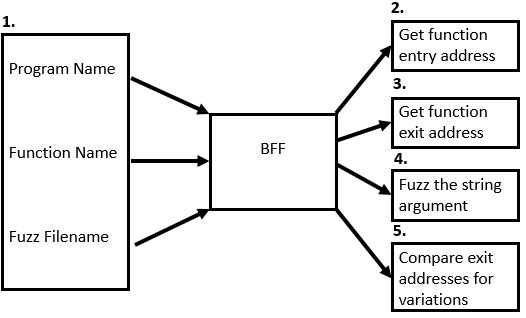 1.
Program Name
Function Name
Fuzz Filename
BFF
2.
Get function
entry address
3.
Get function
exit address
4.
Fuzz the string
argument
5.
Compare exit
addresses for
variations